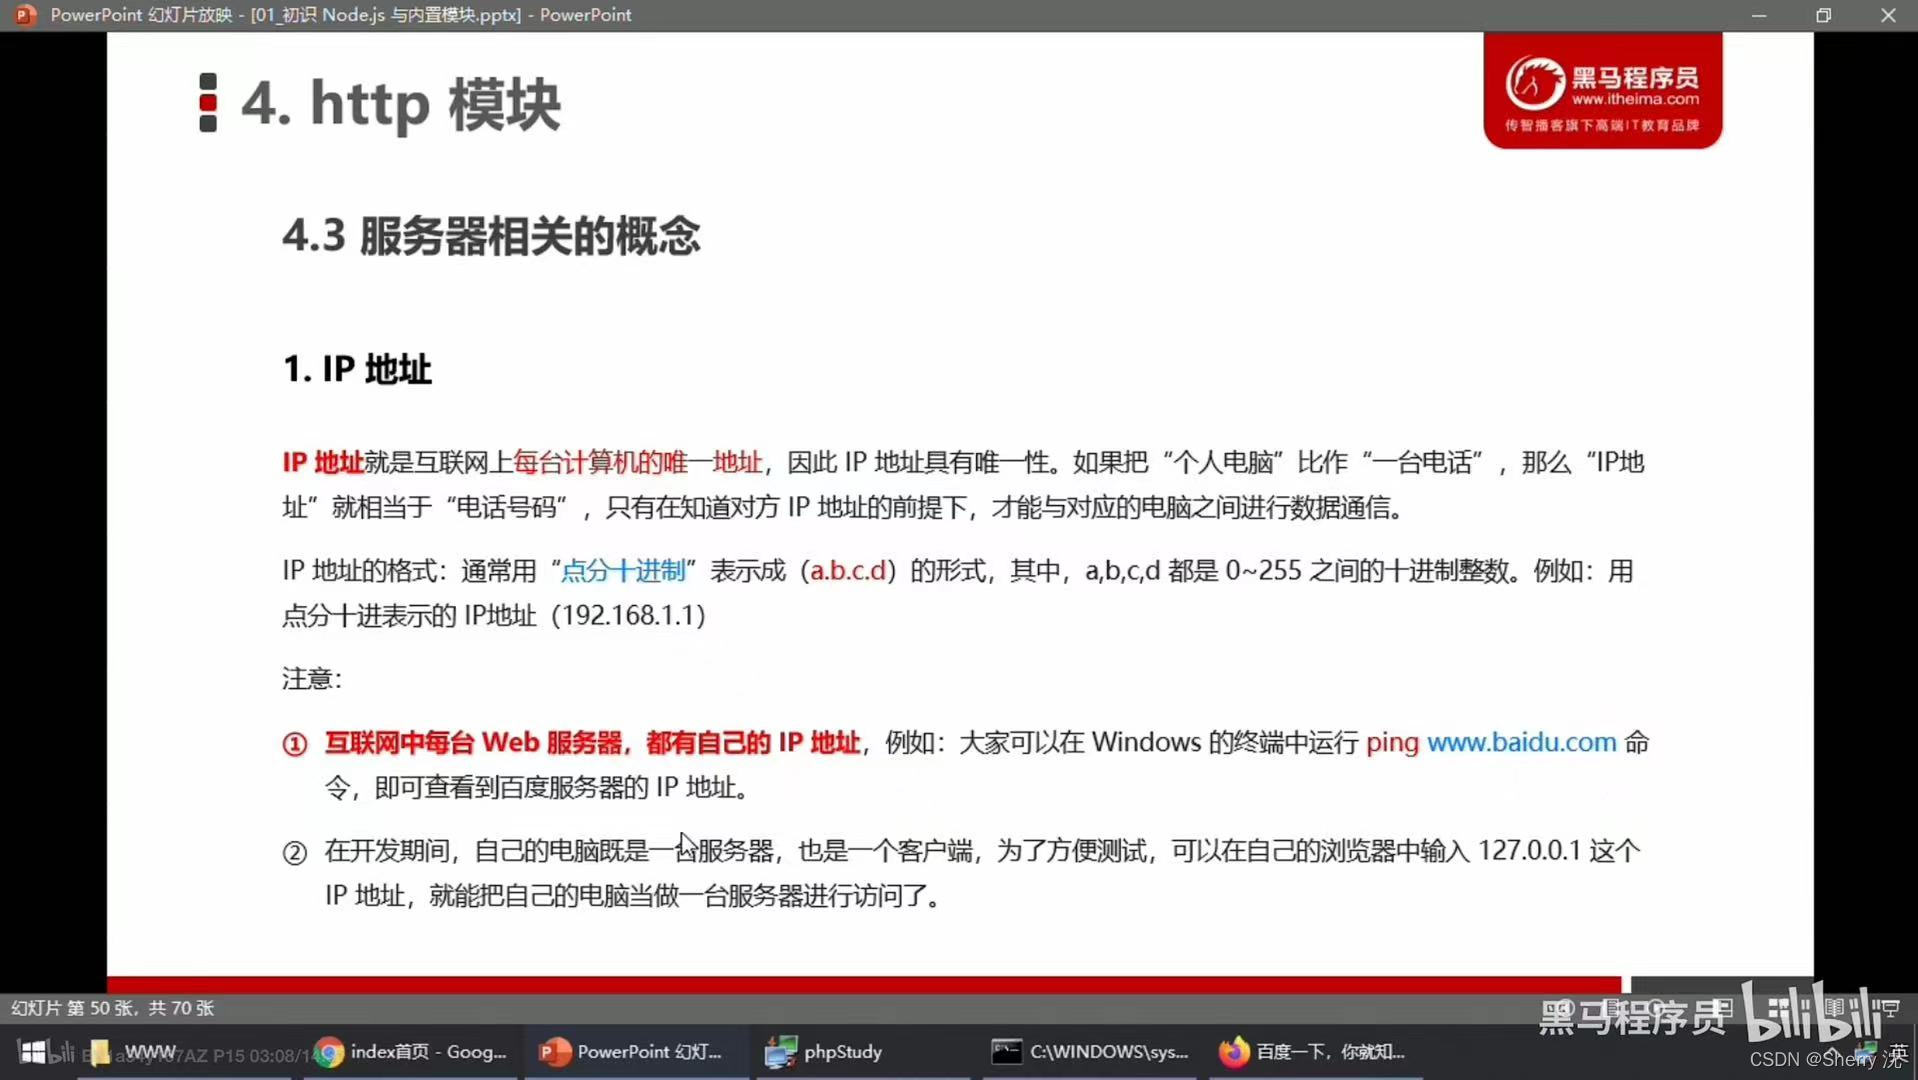 PowerPoint 幻灯片放映 - [01_初识 Node.js 与内置模块.pptx] - PowerPoint
4. http 模块
黑马程序员
www.itheima.com
传智播客旗下高端IT教育品牌
4.3 服务器相关的概念
1. IP 地址
IP 地址就是互联网上每台计算机的唯一地址，因此 IP 地址具有唯一性。如果把“个人电脑”比作“一台电话”，那么“IP地
址”就相当于“电话号码”，只有在知道对方 IP 地址的前提下，才能与对应的电脑之间进行数据通信。
IP 地址的格式：通常用“点分十进制”表示成（a.b.c.d）的形式，其中，a,b,c,d 都是 0~255 之间的十进制整数。例如：用
点分十进表示的 IP地址（192.168.1.1）
注意：
① 互联网中每台 Web 服务器，都有自己的 IP 地址，例如：大家可以在 Windows 的终端中运行 ping www.baidu.com 命
令，即可查看到百度服务器的 IP 地址。
② 在开发期间，自己的电脑既是一台服务器，也是一个客户端，为了方便测试，可以在自己的浏览器中输入 127.0.0.1 这个
IP 地址，就能把自己的电脑当做一台服务器进行访问了。
幻灯片 第 50 张，共 70 张
黑马程序员 bilibili
WWW
P15 03:08/14
index首页 - Goog...
PowerPoint 幻灯...
phpStudy
C:\WINDOWS\sys...
百度一下，你就知...
英
CSDN @Sherry 沈